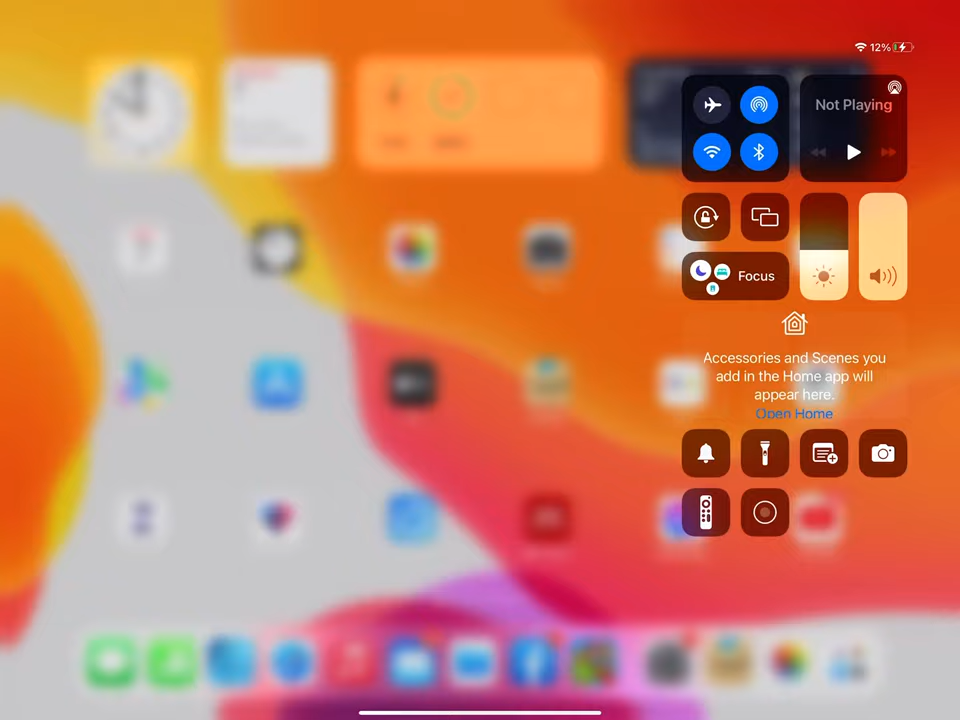 12%
Not Playing
Focus
Accessories and Scenes you
add in the Home app will
appear here.
Open Home